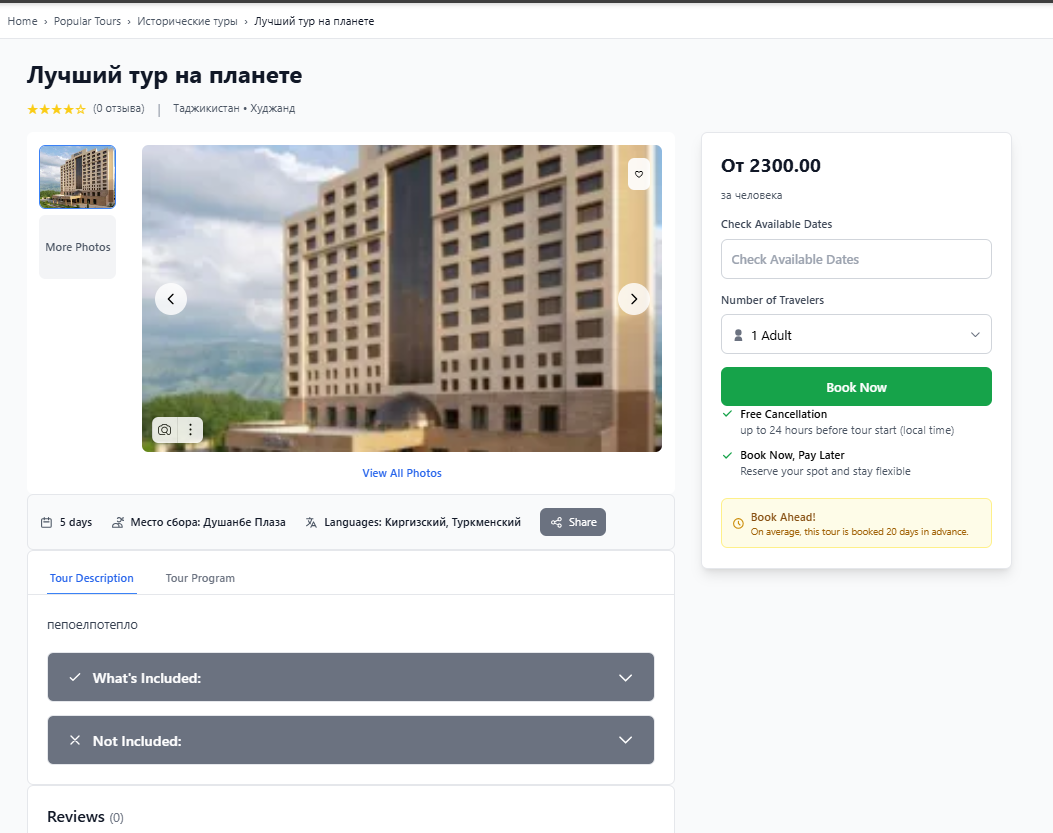 Home › Popular Tours › Исторические туры › Лучший тур на планете
Лучший тур на планете
(0 отзыва) | Таджикистан • Худжанд
More Photos
View All Photos
5 days Место сбора: Душанбе Плаза Languages: Киргизский, Туркменский Share
Tour Description Tour Program
пепоелпотепло
What's Included:
Not Included:
Reviews (0)
От 2300.00
за человека
Check Available Dates
Check Available Dates
Number of Travelers
1 Adult
Book Now
Free Cancellation
up to 24 hours before tour start (local time)
Book Now, Pay Later
Reserve your spot and stay flexible
Book Ahead!
On average, this tour is booked 20 days in advance.